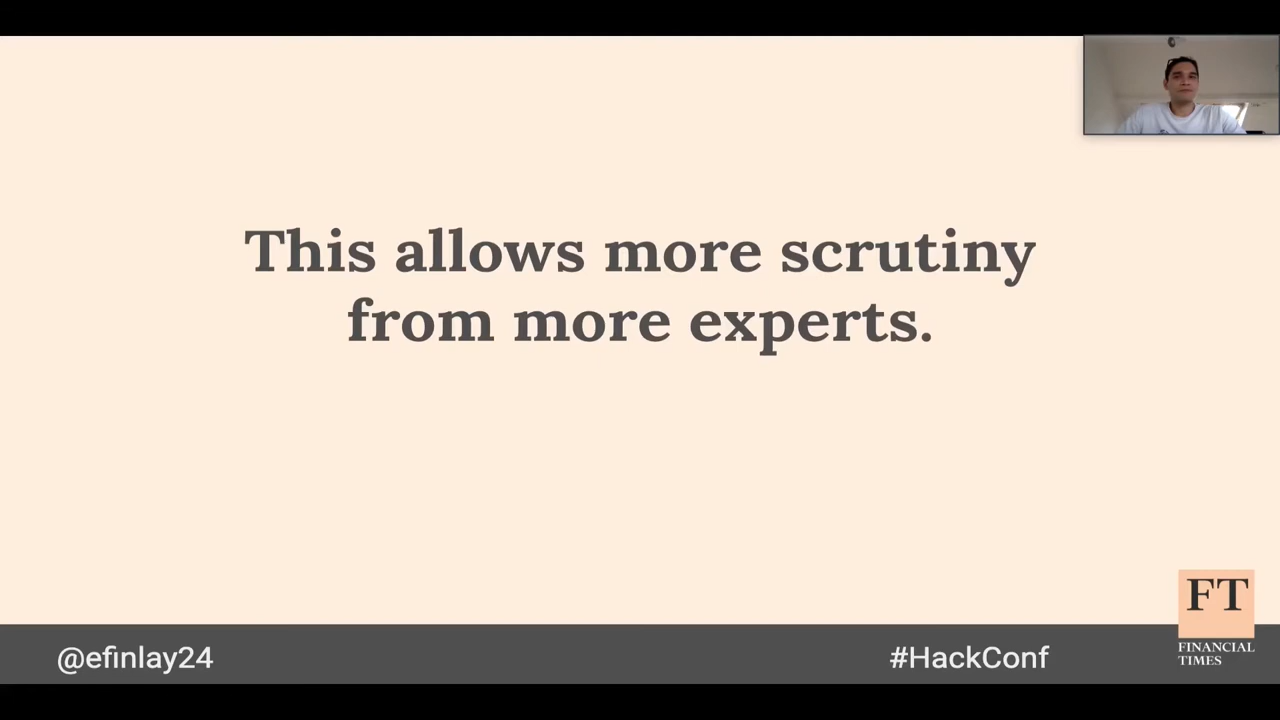 This allows more scrutiny
from more experts.
@efinlay24
#HackConf
FT
FINANCIAL
TIMES